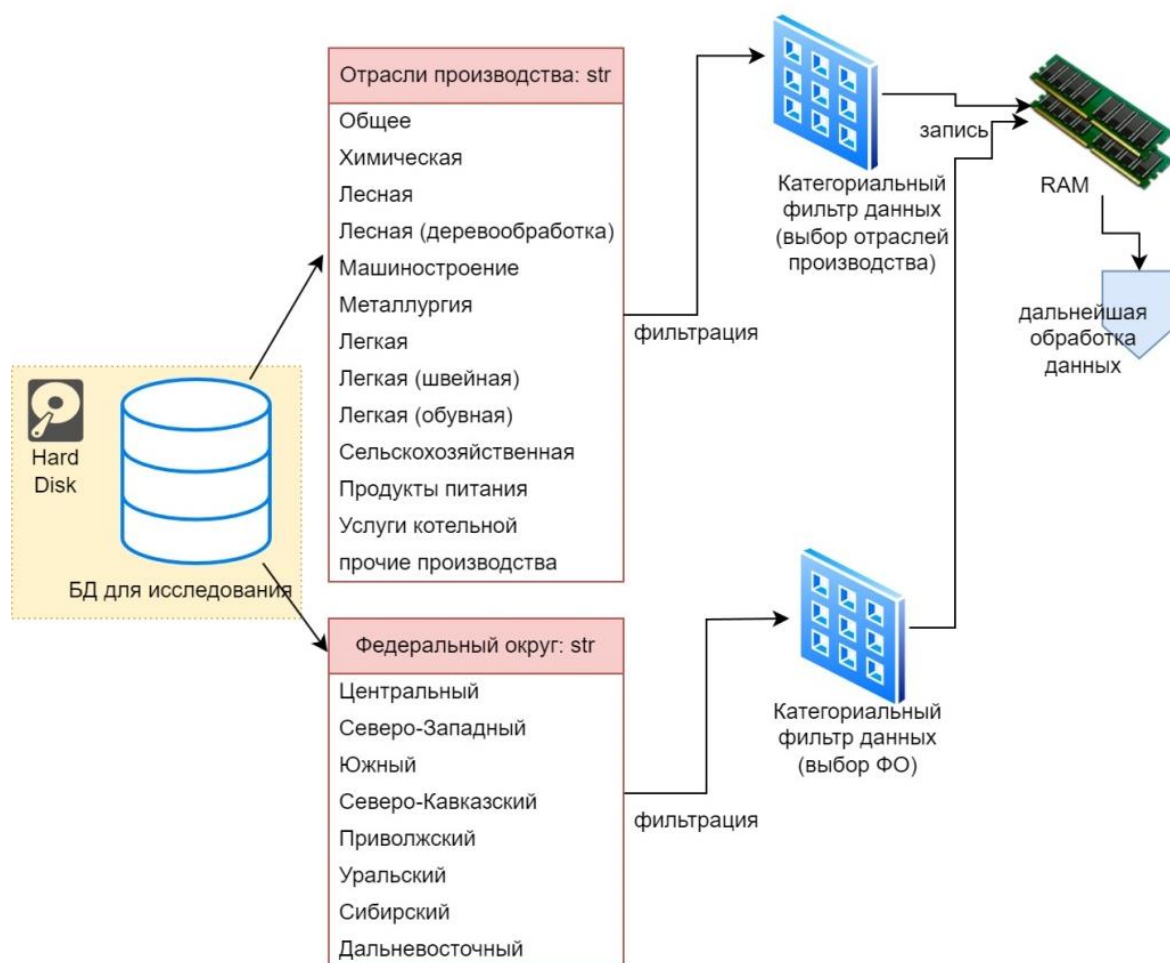 Отрасли производства: str
Общее
Химическая
Лесная
Лесная (деревообработка)
Машиностроение
Металлургия
Легкая
Легкая (швейная)
Легкая (обувная)
Сельскохозяйственная
Продукты питания
Услуги котельной
прочие производства
фильтрация
Категориальный
фильтр данных
(выбор отраслей
производства)
запись
RAM
дальнейшая
обработка
данных
Hard
Disk
БД для исследования
Федеральный округ: str
Центральный
Северо-Западный
Южный
Северо-Кавказский
Приволжский
Уральский
Сибирский
Дальневосточный
фильтрация
Категориальный
фильтр данных
(выбор ФО)